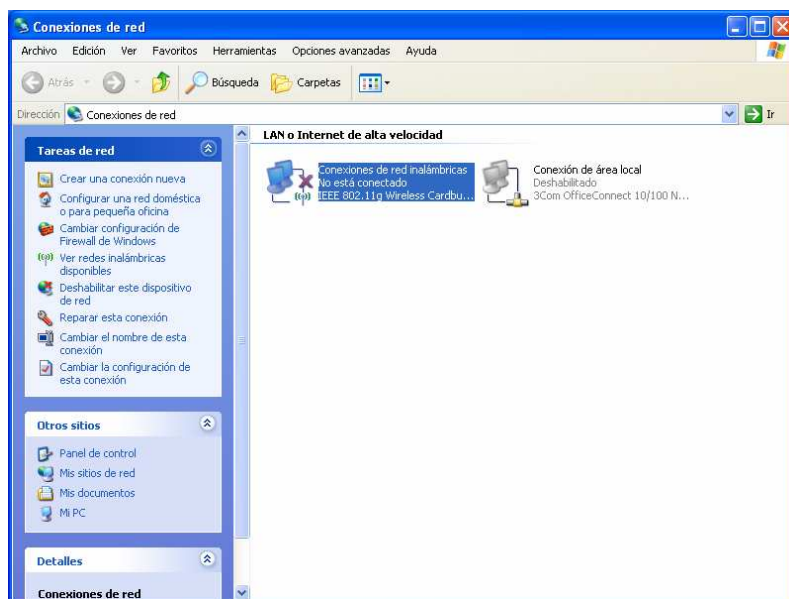 Conexiones de red
Archivo Edición Ver Favoritos Herramientas Opciones avanzadas Ayuda
Atrás Búsqueda Carpetas
Dirección Conexiones de red Ir
Tareas de red
Crear una conexión nueva
Configurar una red doméstica
o para pequeña oficina
Cambiar configuración de
Firewall de Windows
Ver redes inalámbricas
disponibles
Deshabilitar este dispositivo
de red
Reparar esta conexión
Cambiar el nombre de esta
conexión
Cambiar la configuración de
esta conexión
Otros sitios
Panel de control
Mis sitios de red
Mis documentos
Mi PC
Detalles
Conexiones de red
LAN o Internet de alta velocidad
Conexiones de red inalámbricas
No está conectado
IEEE 802.11g Wireless Cardbu...
Conexión de área local
Deshabilitado
3Com OfficeConnect 10/100 N...